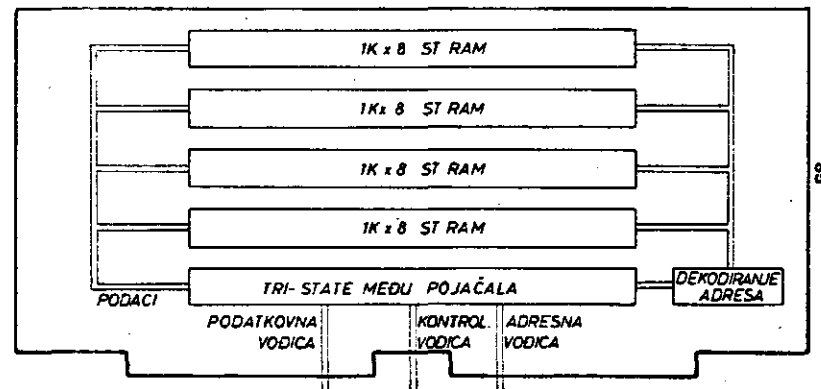 1K x 8 ST RAM
1K x 8 ST RAM
1K x 8 ST RAM
1K x 8 ST RAM
TRI-STATE MEĐU POJAČALA
DEKODIRANJE
ADRESA
PODACI
PODATKOVNA
VODICA
KONTROL.
VODICA
ADRESNA
VODICA
68